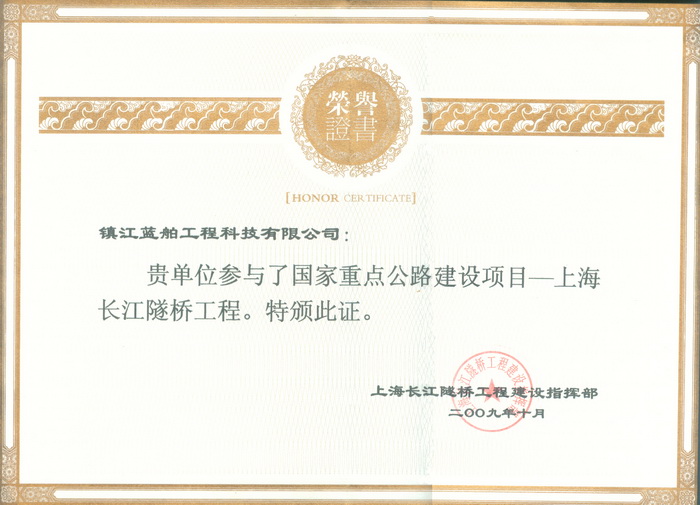 榮譽
證書
[HONOR CERTIFICATE]
镇江蓝舶工程科技有限公司：
贵单位参与了国家重点公路建设项目—上海
长江隧桥工程。特颁此证。
上海长江隧桥工程建设指挥部
二〇〇九年十月